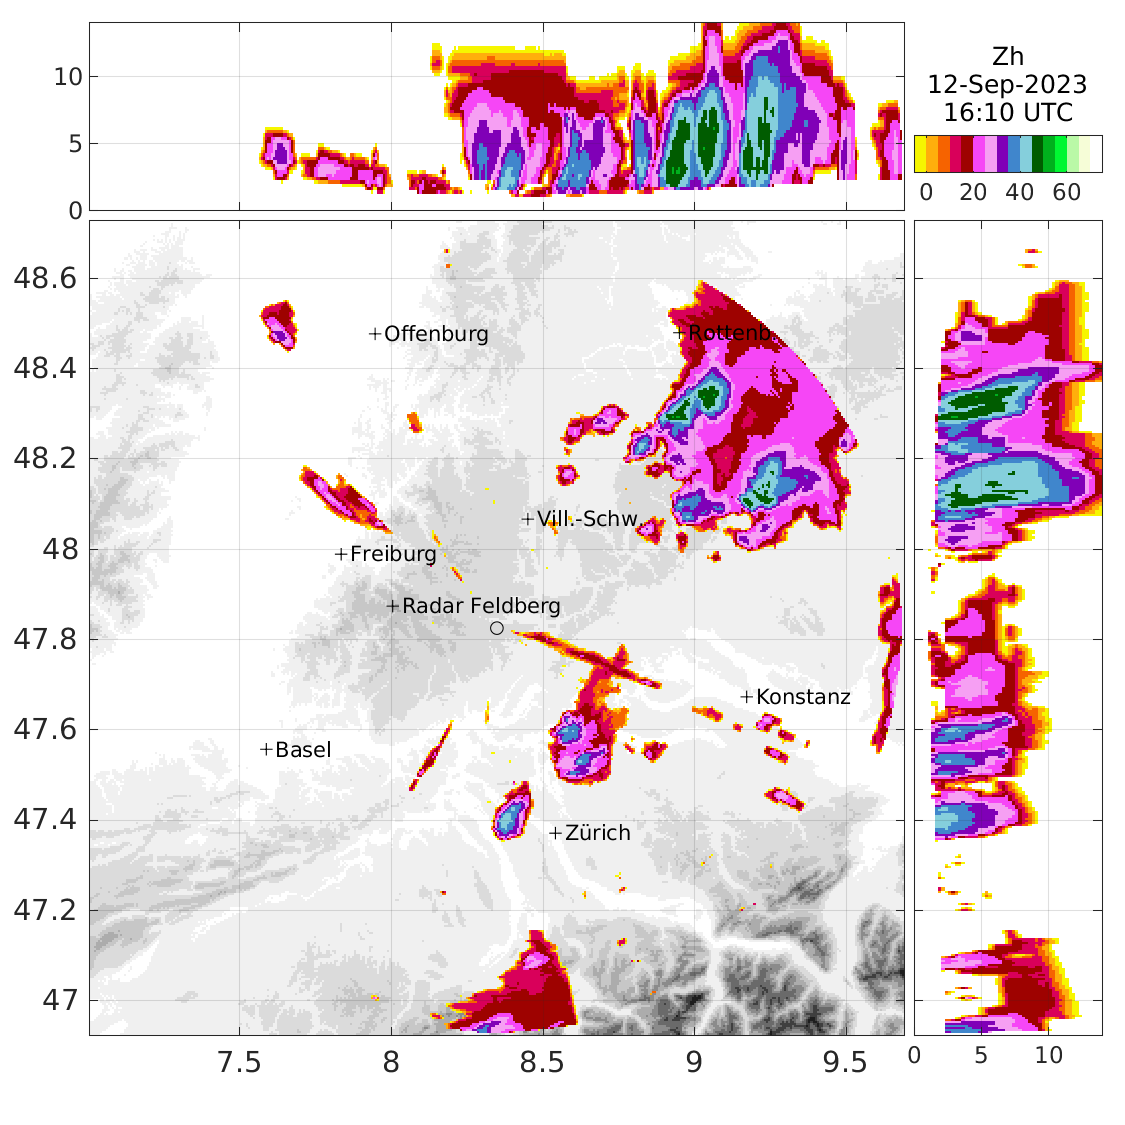 10
5
0
Zh
12-Sep-2023
16:10 UTC
0 20 40 60
48.6
48.4
48.2
48
47.8
47.6
47.4
47.2
47
+Offenburg
+Rottenb.
+Vill.-Schw.
+Freiburg
+Radar Feldberg
+Konstanz
+Basel
+Zürich
7.5 8 8.5 9 9.5
0 5 10